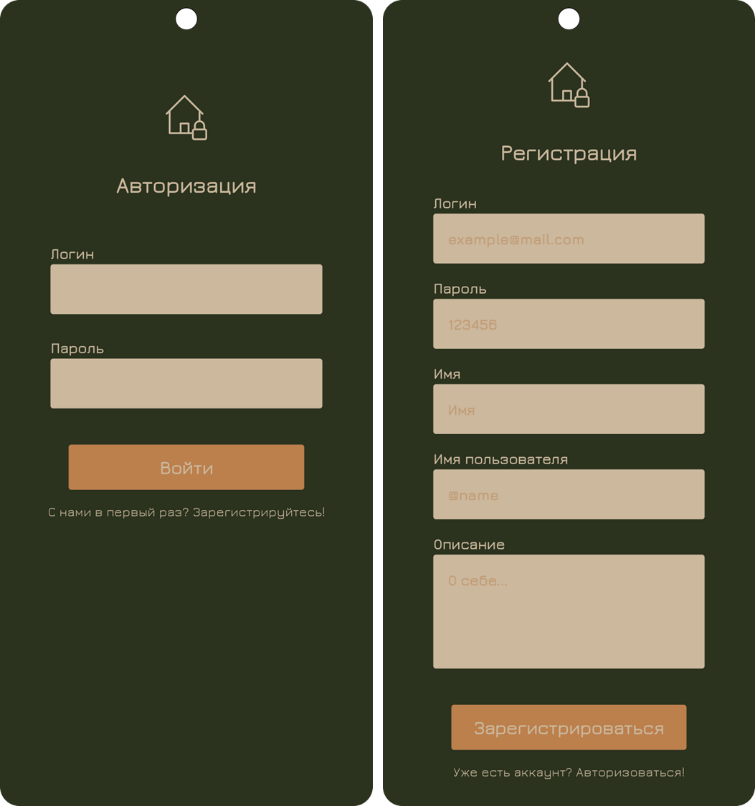 Авторизация
Логин
Пароль
Войти
С нами в первый раз? Зарегистрируйтесь!
Регистрация
Логин
example@mail.com
Пароль
123456
Имя
Имя
Имя пользователя
@name
Описание
О себе...
Зарегистрироваться
Уже есть аккаунт? Авторизоваться!